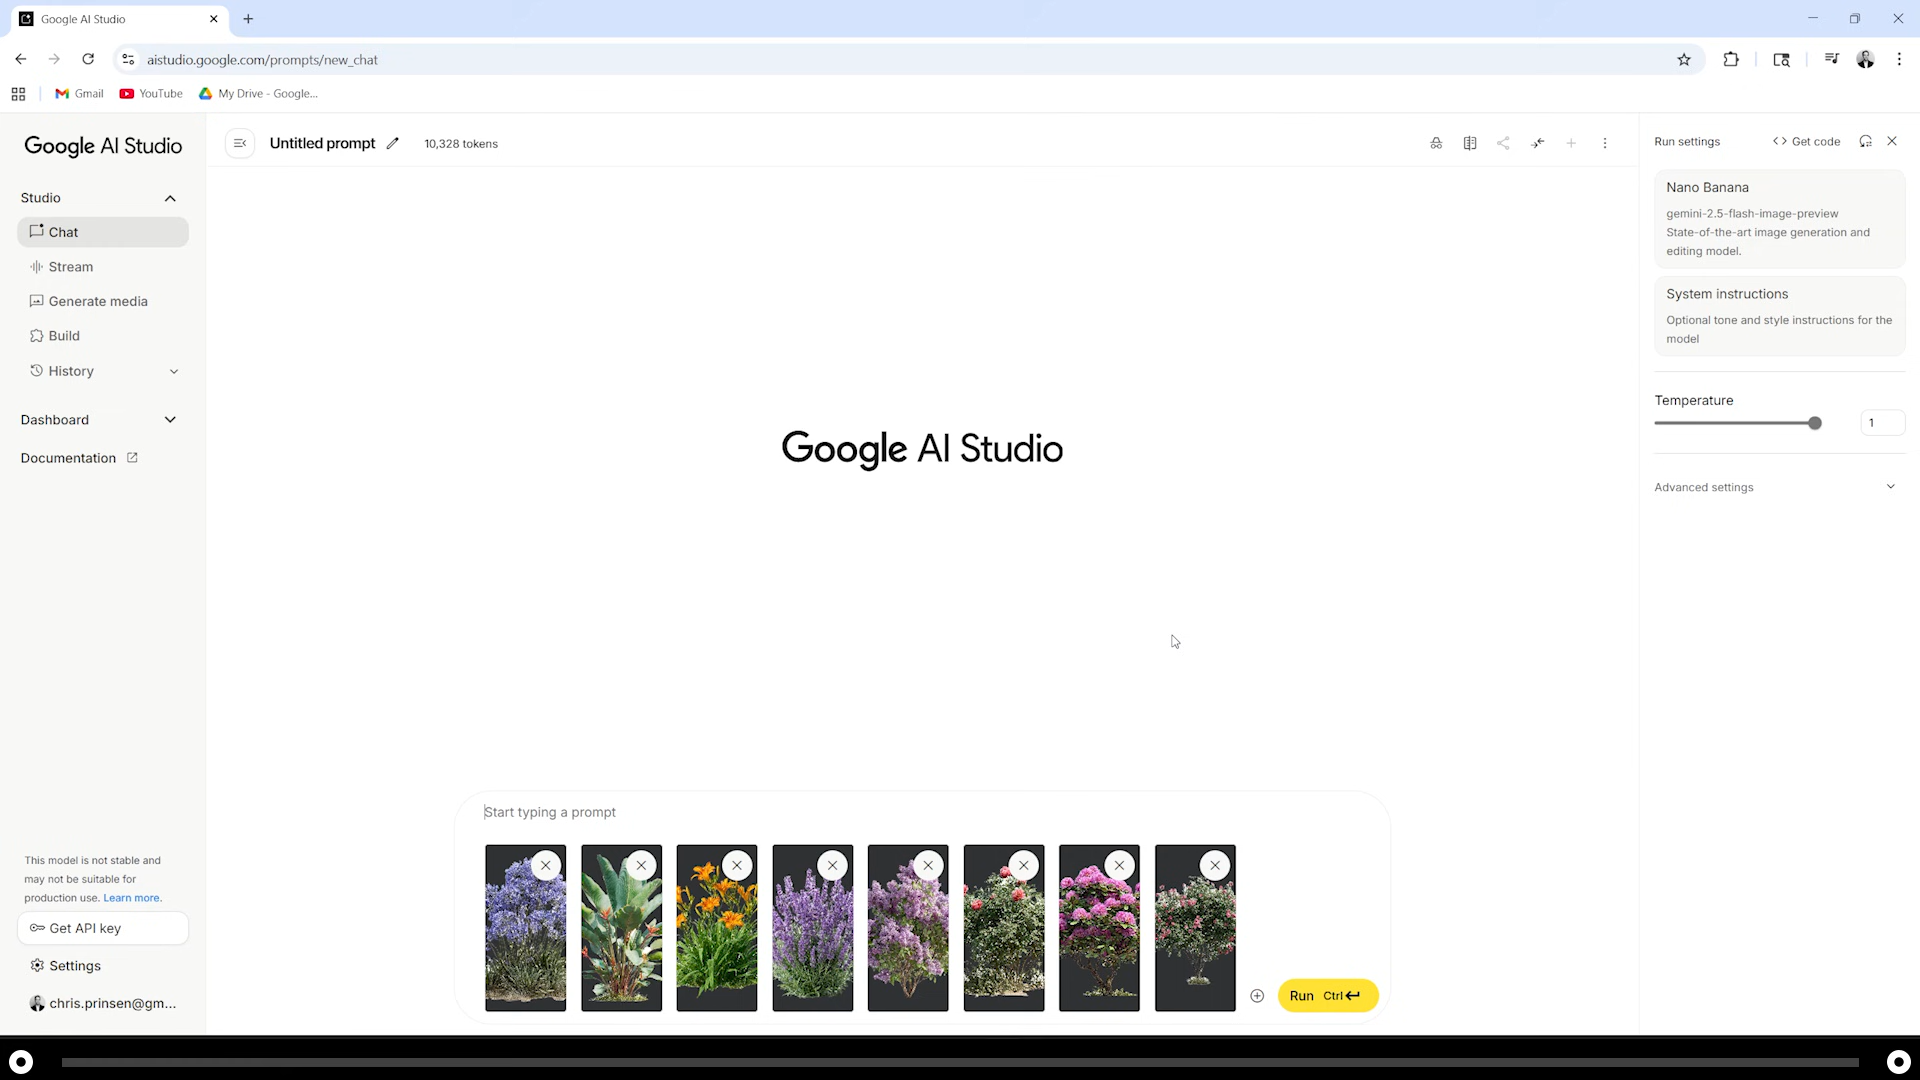 Google AI Studio
aistudio.google.com/prompts/new_chat
Gmail
YouTube
My Drive - Google...
Google AI Studio
Studio
Chat
Stream
Generate media
Build
History
Dashboard
Documentation
This model is not stable and
may not be suitable for
production use. Learn more.
Get API key
Settings
chris.prinsen@gm...
Untitled prompt
10,328 tokens
Google AI Studio
Start typing a prompt
Run Ctrl
Run settings
Get code
Nano Banana
gemini-2.5-flash-image-preview
State-of-the-art image generation and
editing model.
System instructions
Optional tone and style instructions for the
model
Temperature
1
Advanced settings